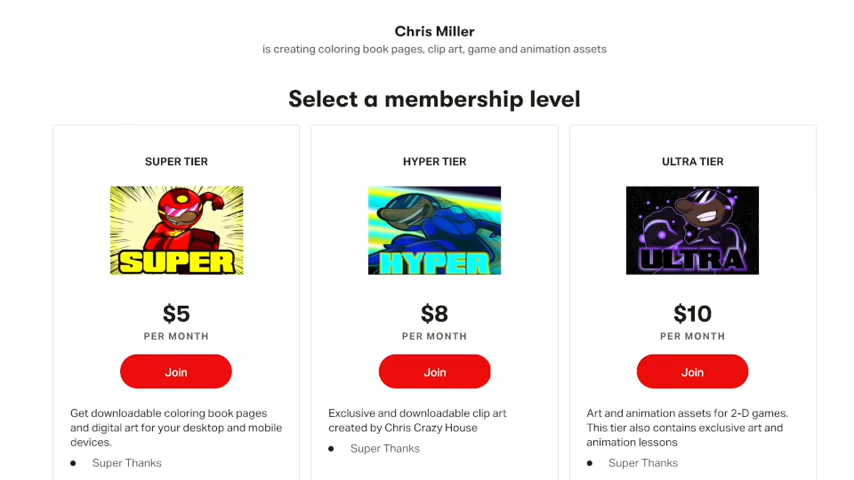 Chris Miller
is creating coloring book pages, clip art, game and animation assets
Select a membership level
SUPER TIER
SUPER
$5
PER MONTH
Join
Get downloadable coloring book pages
and digital art for your desktop and mobile
devices.
Super Thanks
HYPER TIER
HYPER
$8
PER MONTH
Join
Exclusive and downloadable clip art
created by Chris Crazy House
Super Thanks
ULTRA TIER
ULTRA
$10
PER MONTH
Join
Art and animation assets for 2-D games.
This tier also contains exclusive art and
animation lessons
Super Thanks